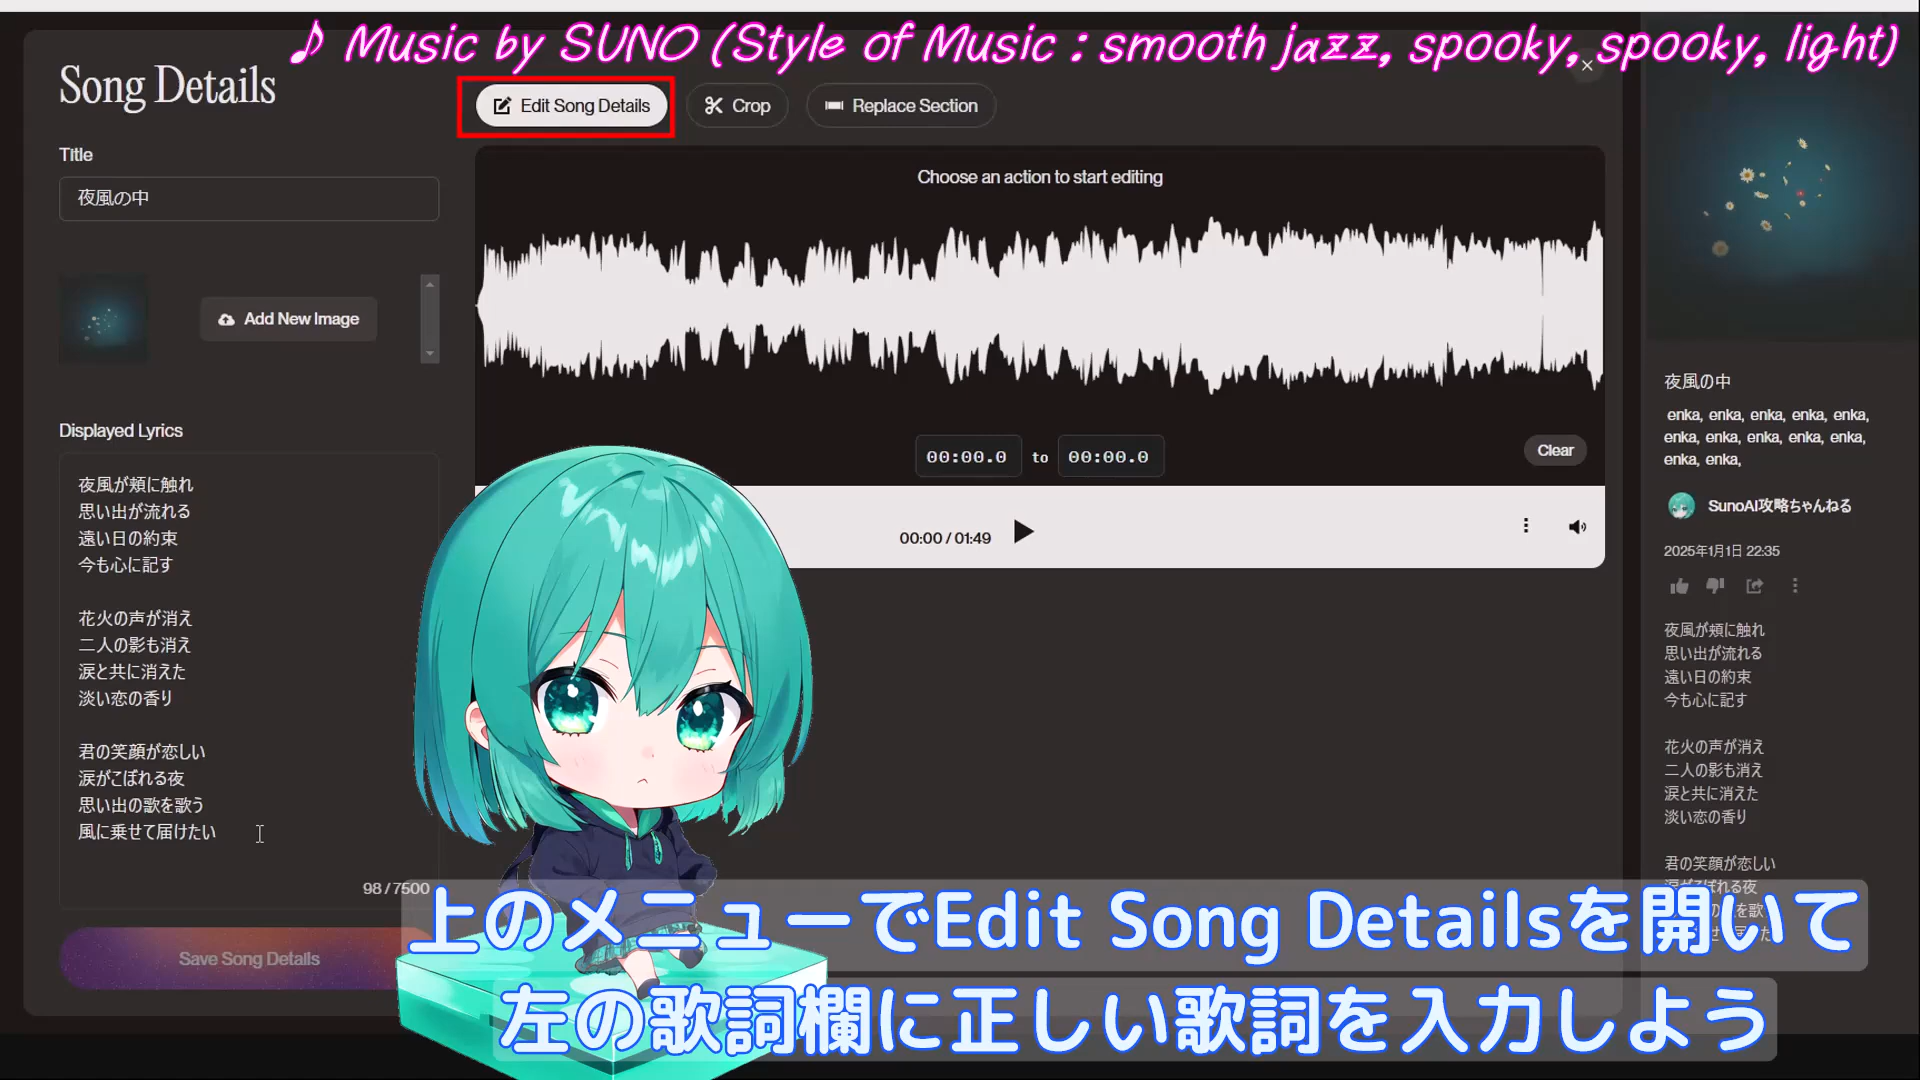 ♪ Music by SUNO (Style of Music : smooth jazz, spooky, spooky, light)
Song Details
Edit Song Details
Crop
Replace Section
Title
夜風の中
Add New Image
Displayed Lyrics
夜風が頬に触れ
思い出が流れる
遠い日の約束
今も心に記す
花火の声が消え
二人の影も消え
涙と共に消えた
淡い恋の香り
君の笑顔が恋しい
涙がこぼれる夜
思い出の歌を歌う
風に乗せて届けたい
98 / 7500
Save Song Details
Choose an action to start editing
00:00.0 to 00:00.0
Clear
00:00 / 01:49
夜風の中
enka, enka, enka, enka, enka,
enka, enka, enka, enka, enka,
enka, enka,
SunoAI攻略ちゃんねる
2025年1月1日 22:35
夜風が頬に触れ
思い出が流れる
遠い日の約束
今も心に記す
花火の声が消え
二人の影も消え
涙と共に消えた
淡い恋の香り
君の笑顔が恋しい
上のメニューでEdit Song Detailsを開いて
左の歌詞欄に正しい歌詞を入力しよう